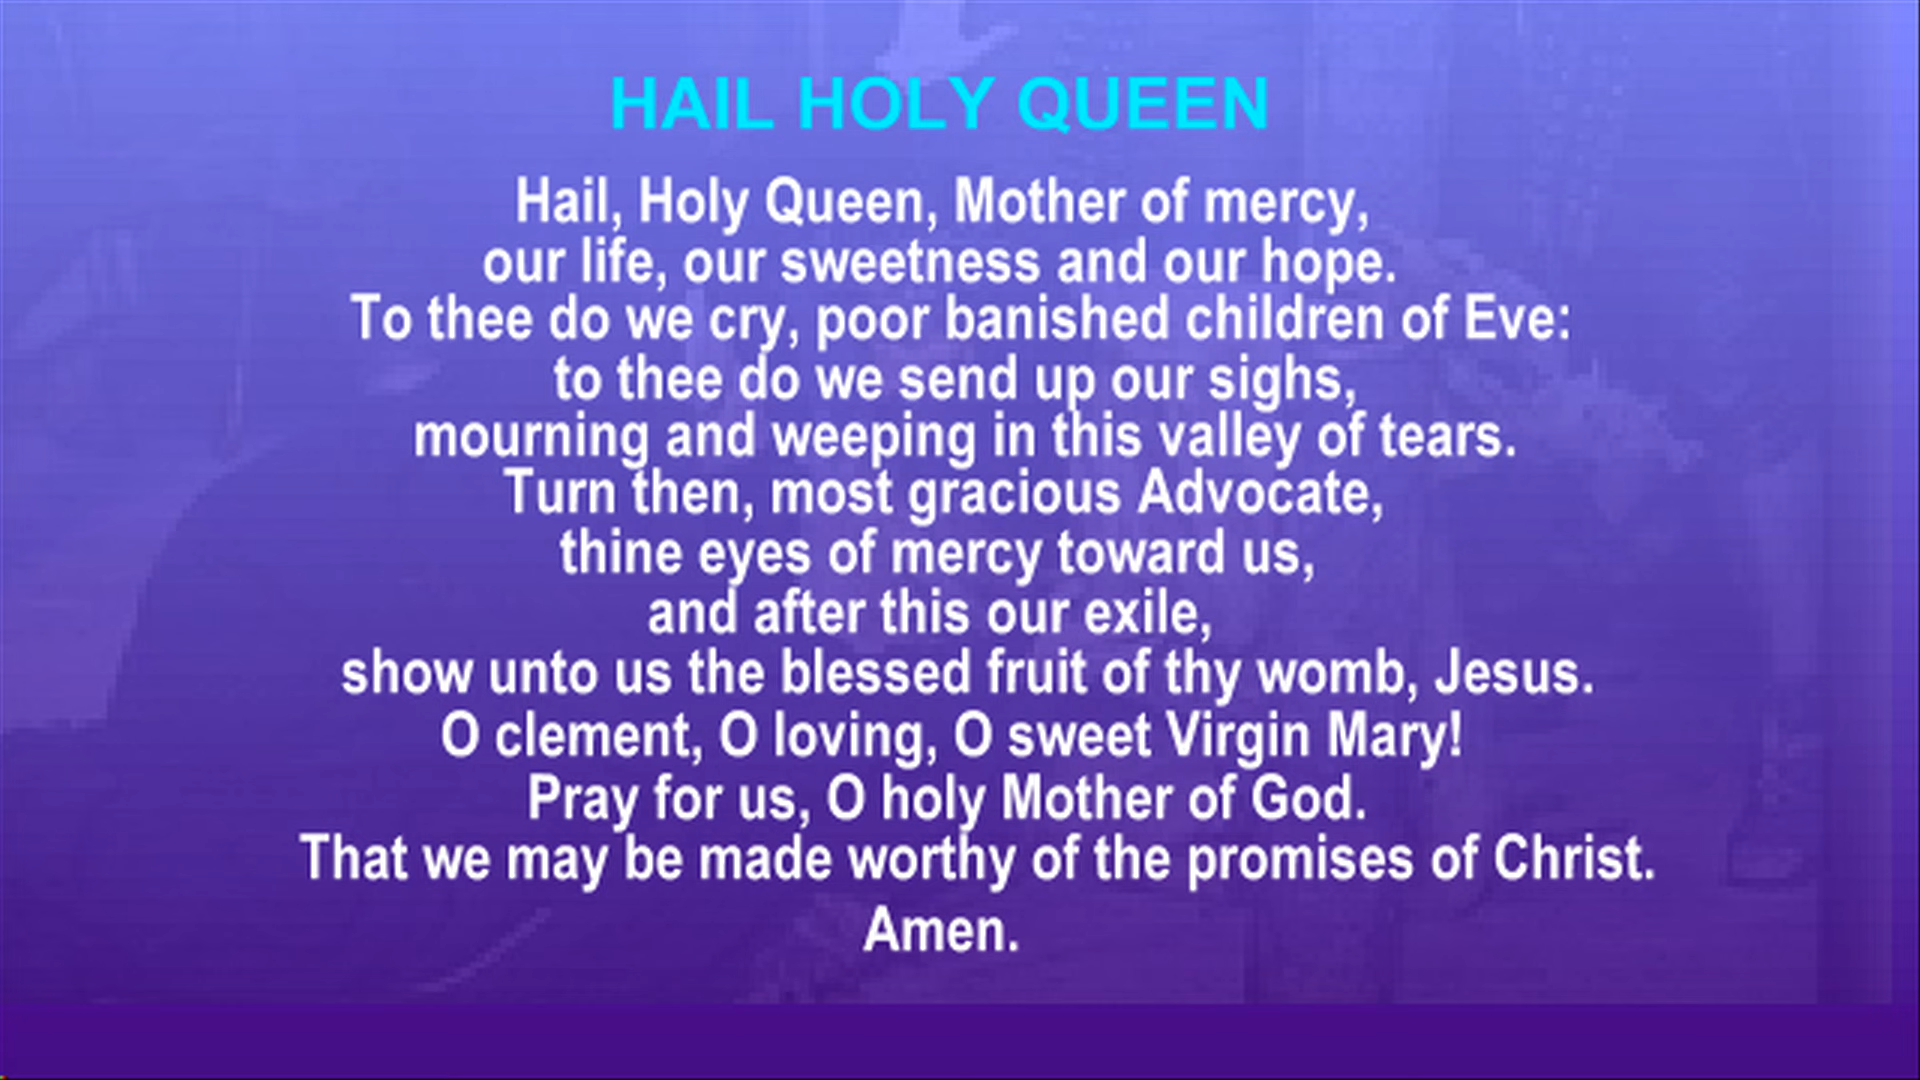 HAIL HOLY QUEEN
Hail, Holy Queen, Mother of mercy,
our life, our sweetness and our hope.
To thee do we cry, poor banished children of Eve:
to thee do we send up our sighs,
mourning and weeping in this valley of tears.
Turn then, most gracious Advocate,
thine eyes of mercy toward us,
and after this our exile,
show unto us the blessed fruit of thy womb, Jesus.
O clement, O loving, O sweet Virgin Mary!
Pray for us, O holy Mother of God.
That we may be made worthy of the promises of Christ.
Amen.